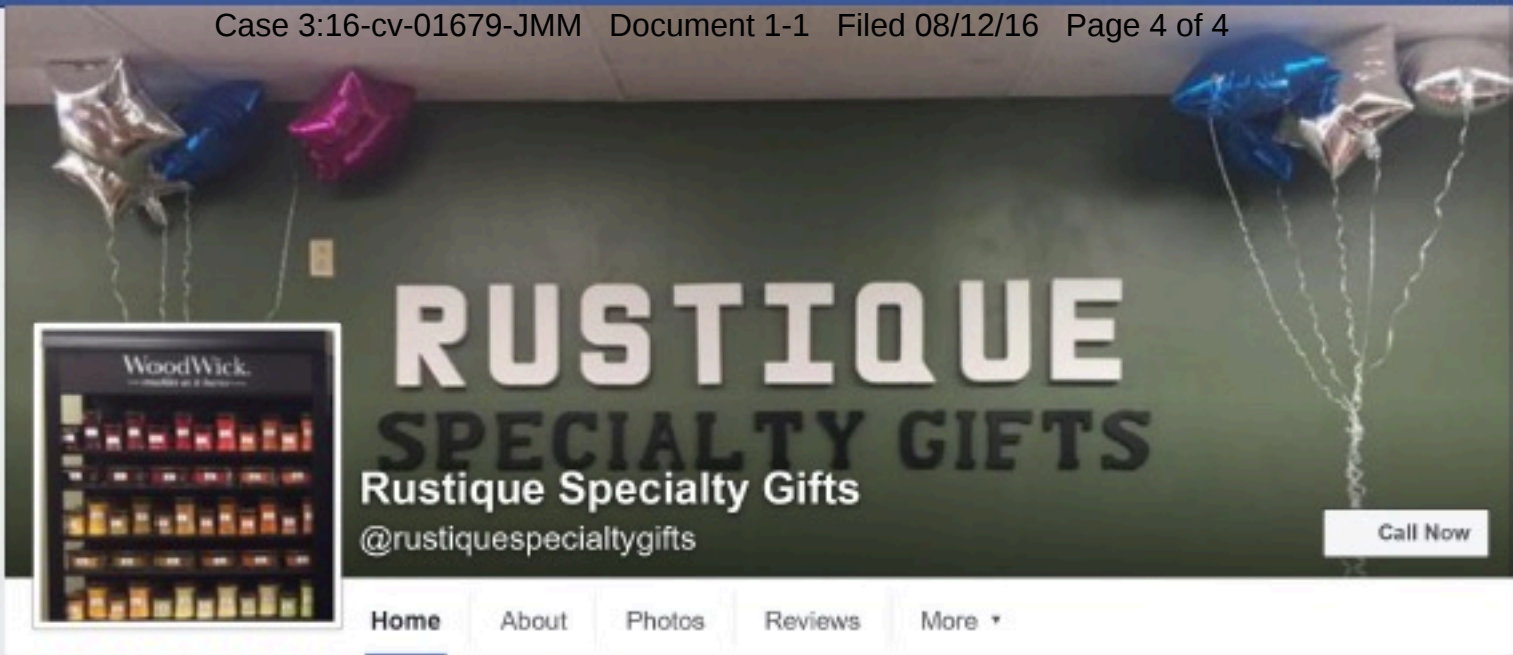 Case 3:16-cv-01679-JMM Document 1-1 Filed 08/12/16 Page 4 of 4
RUSTIQUE
SPECIALTY GIFTS
WoodWick.
Rustique Specialty Gifts
@rustiquespecialtygifts
Call Now
Home About Photos Reviews More